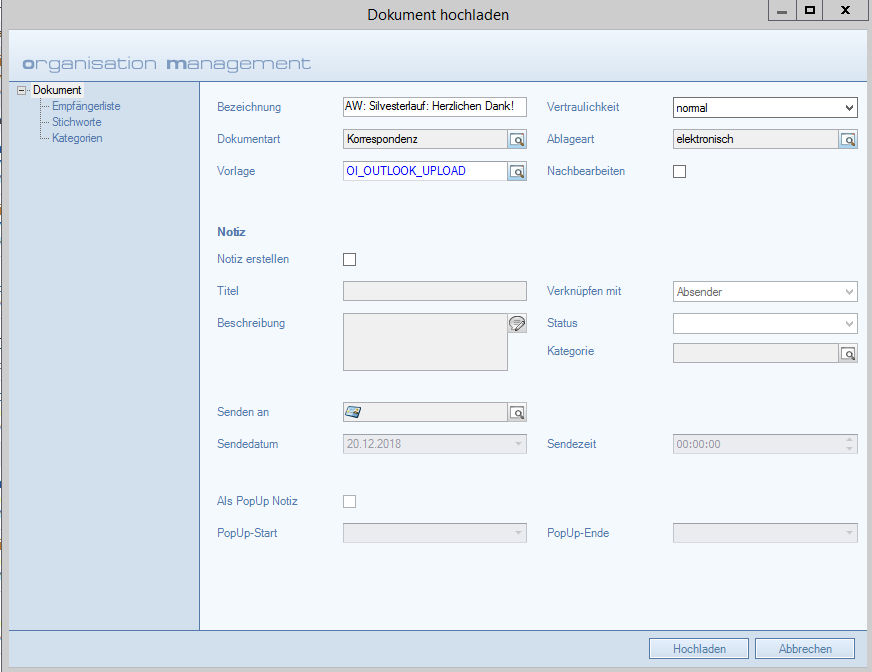 Dokument hochladen
organisation management
Dokument
Empfängerliste
Stichworte
Kategorien
Bezeichnung AW: Silvesterlauf: Herzlichen Dank! Vertraulichkeit normal
Dokumentart Korrespondenz Ablageart elektronisch
Vorlage OI_OUTLOOK_UPLOAD Nachbearbeiten
Notiz
Notiz erstellen
Titel Verknüpfen mit Absender
Beschreibung Status
Kategorie
Senden an
Sendedatum 20.12.2018 Sendezeit 00:00:00
Als PopUp Notiz
PopUp-Start PopUp-Ende
Hochladen Abbrechen